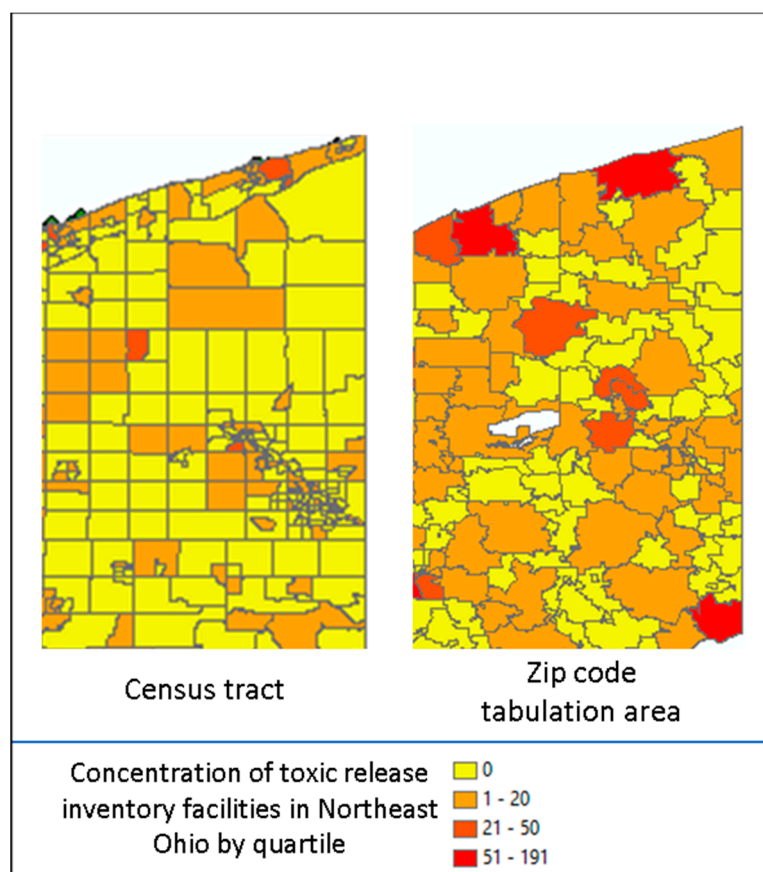 Census tract
Zip code
tabulation area
Concentration of toxic release
inventory facilities in Northeast
Ohio by quartile
0
1 - 20
21 - 50
51 - 191